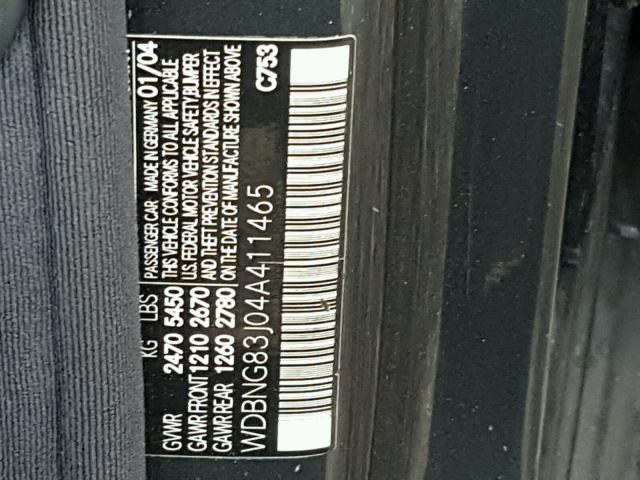 PASSENGER CAR MADE IN GERMANY 01/04
KG LBS THIS VEHICLE CONFORMS TO ALL APPLICABLE
GVWR 2470 5450 U.S. FEDERAL MOTOR VEHICLE SAFETY, BUMPER
GAWR FRONT 1210 2670 AND THEFT PREVENTION STANDARDS IN EFFECT
GAWR REAR 1260 2780 ON THE DATE OF MANUFACTURE SHOWN ABOVE
WDBNG83J04A411465 C753